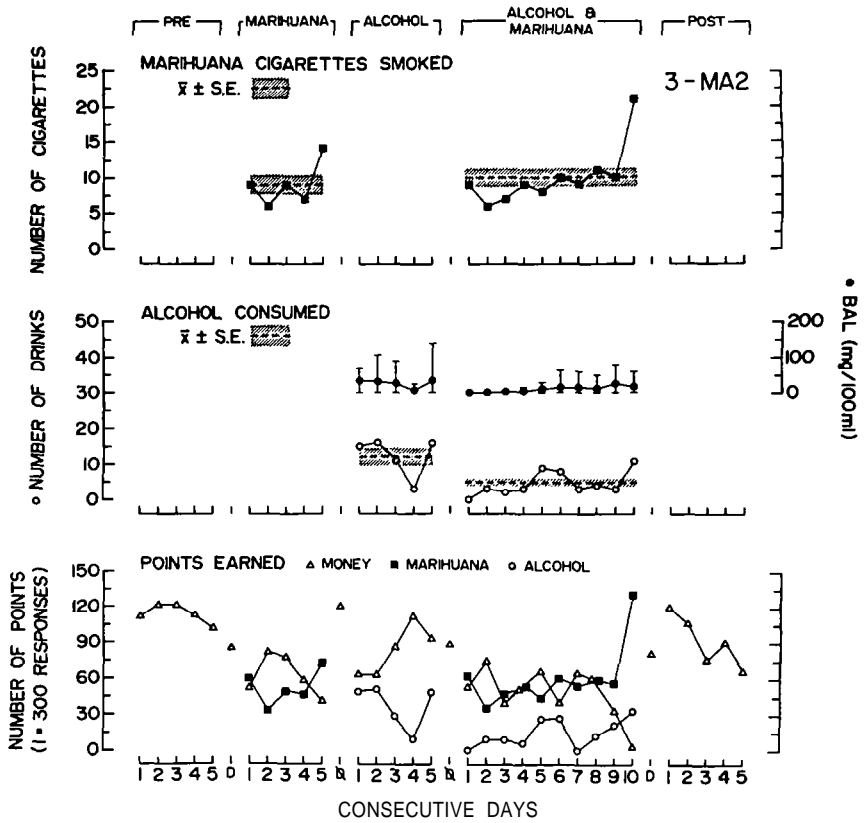 PRE MARIHUANA ALCOHOL ALCOHOL & MARIHUANA POST
MARIHUANA CIGARETTES SMOKED
x̄ ± S.E.
3-MA2
NUMBER OF CIGARETTES
25
20
15
10
5
0
ALCOHOL CONSUMED
x̄ ± S.E.
○ NUMBER OF DRINKS
50
40
30
20
10
0
200
100
0
● BAL (mg/100ml)
POINTS EARNED △ MONEY ■ MARIHUANA ○ ALCOHOL
NUMBER OF POINTS
(1 = 300 RESPONSES)
150
120
90
60
30
0
1 2 3 4 5 D 1 2 3 4 5 D 1 2 3 4 5 D 1 2 3 4 5 6 7 8 9 10 D 1 2 3 4 5
CONSECUTIVE DAYS